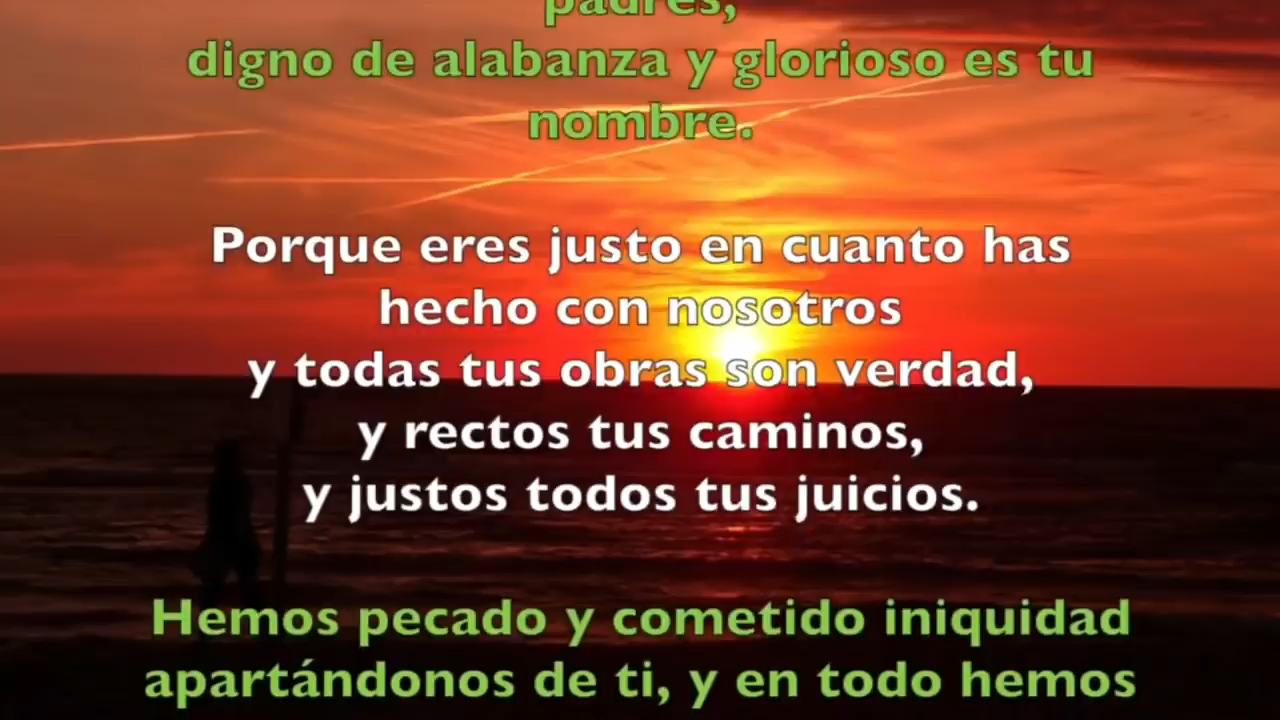 padres,
digno de alabanza y glorioso es tu
nombre.
Porque eres justo en cuanto has
hecho con nosotros
y todas tus obras son verdad,
y rectos tus caminos,
y justos todos tus juicios.
Hemos pecado y cometido iniquidad
apartándonos de ti, y en todo hemos